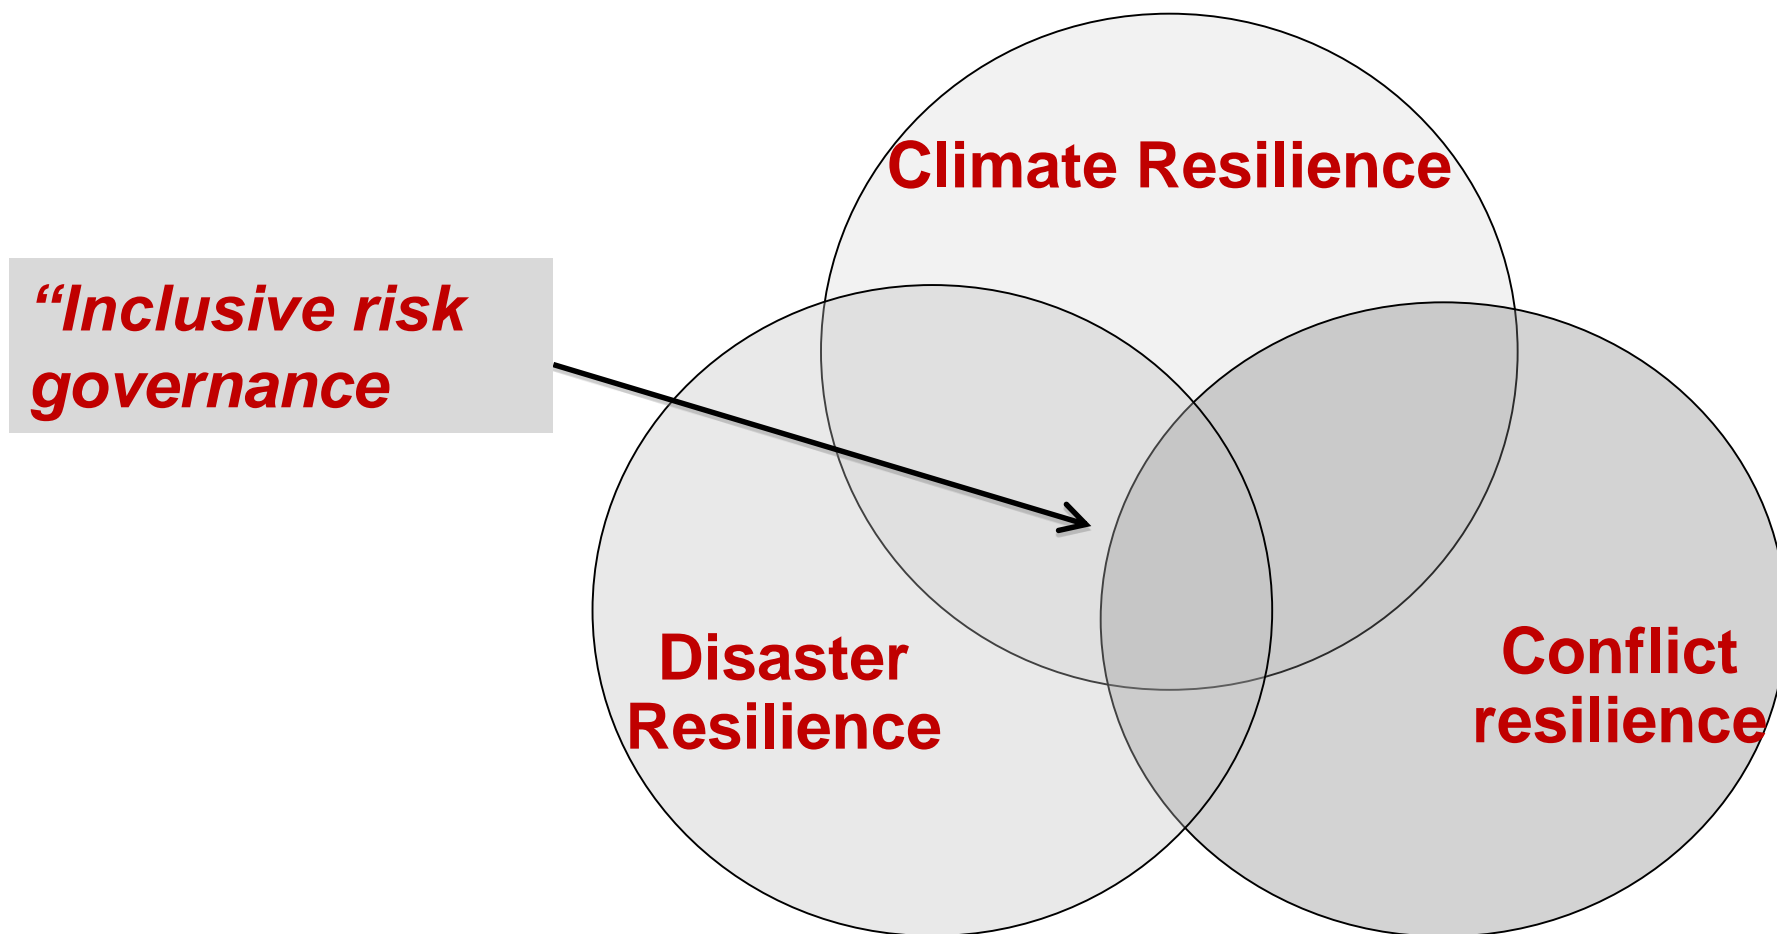 Climate Resilience
“Inclusive risk
governance
Disaster
Resilience
Conflict
resilience